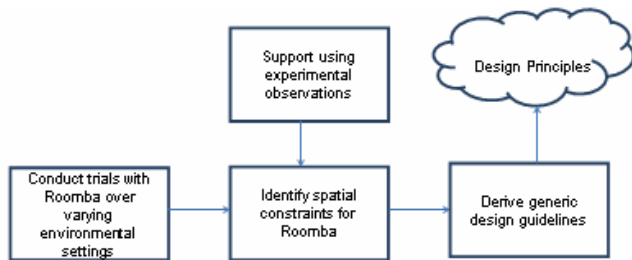 Support using
experimental
observations
Design Principles
Conduct trials with
Roomba over
varying
environmental
settings
Identify spatial
constraints for
Roomba
Derive generic
design guidelines